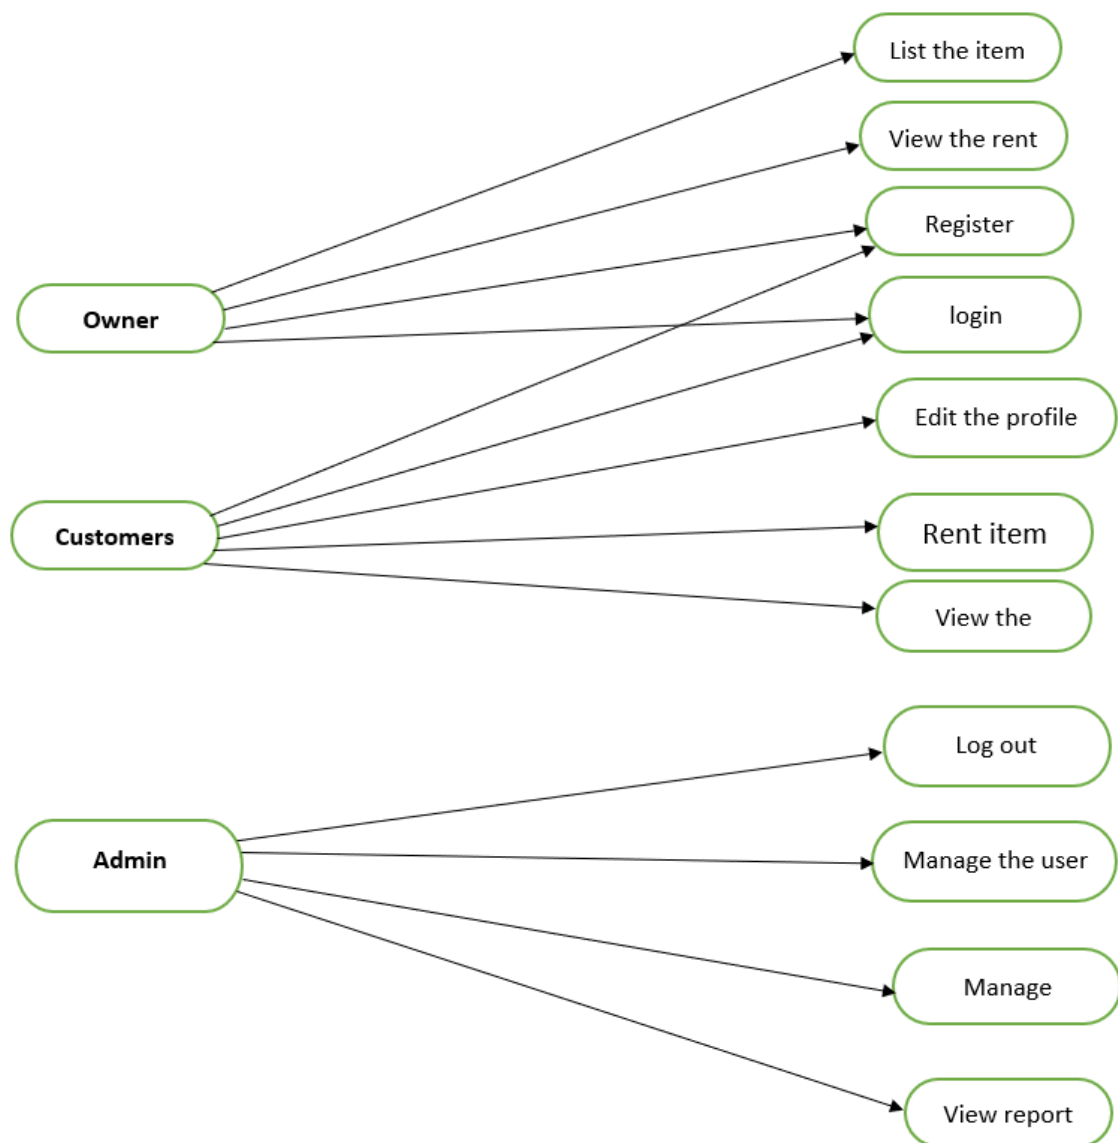 List the item
View the rent
Register
Owner
login
Edit the profile
Customers
Rent item
View the
Log out
Admin
Manage the user
Manage
View report